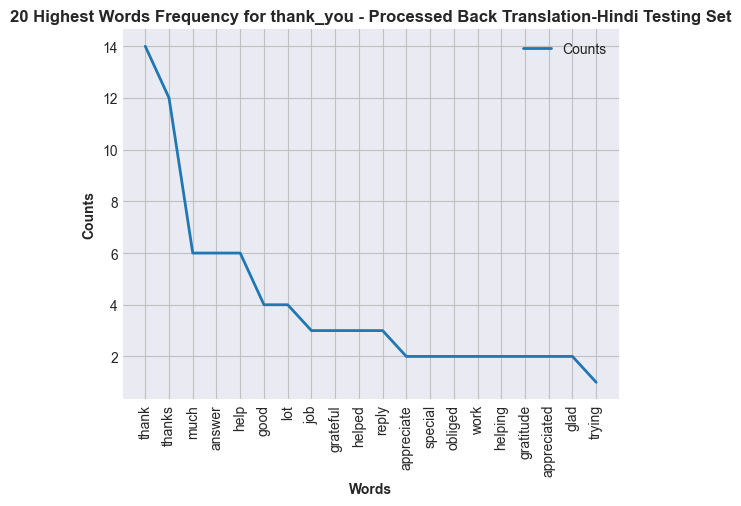 20 Highest Words Frequency for thank_you - Processed Back Translation-Hindi Testing Set
Counts
14
12
10
8
6
4
2
Counts
thank
thanks
much
answer
help
good
lot
job
grateful
helped
reply
appreciate
special
obliged
work
helping
gratitude
appreciated
glad
trying
Words